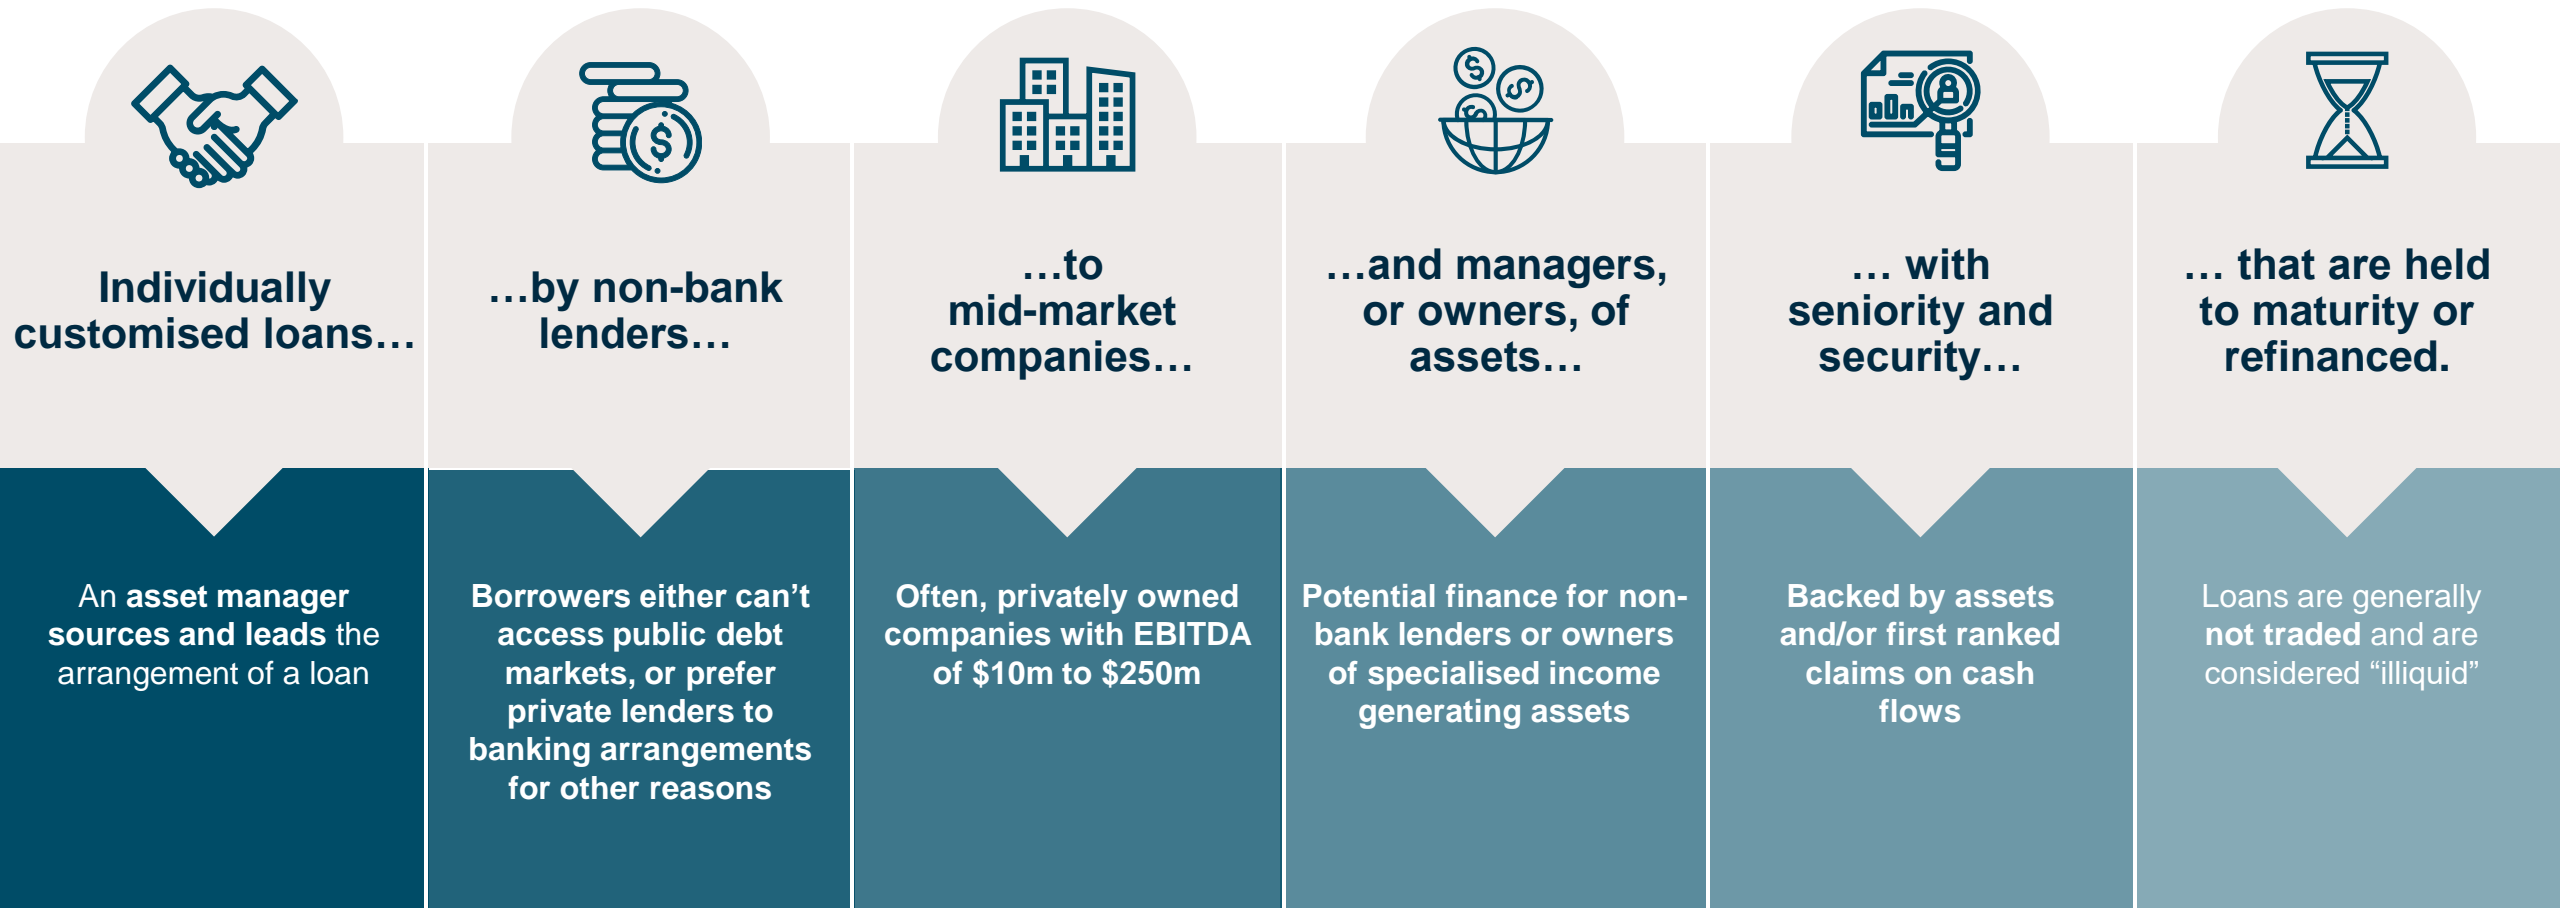 Individually
customised loans…
…by non-bank
lenders…
…to
mid-market
companies…
…and managers,
or owners, of
assets…
… with
seniority and
security…
… that are held
to maturity or
refinanced.
An asset manager
sources and leads the
arrangement of a loan
Borrowers either can’t
access public debt
markets, or prefer
private lenders to
banking arrangements
for other reasons
Often, privately owned
companies with EBITDA
of $10m to $250m
Potential finance for non-
bank lenders or owners
of specialised income
generating assets
Backed by assets
and/or first ranked
claims on cash
flows
Loans are generally
not traded and are
considered “illiquid”